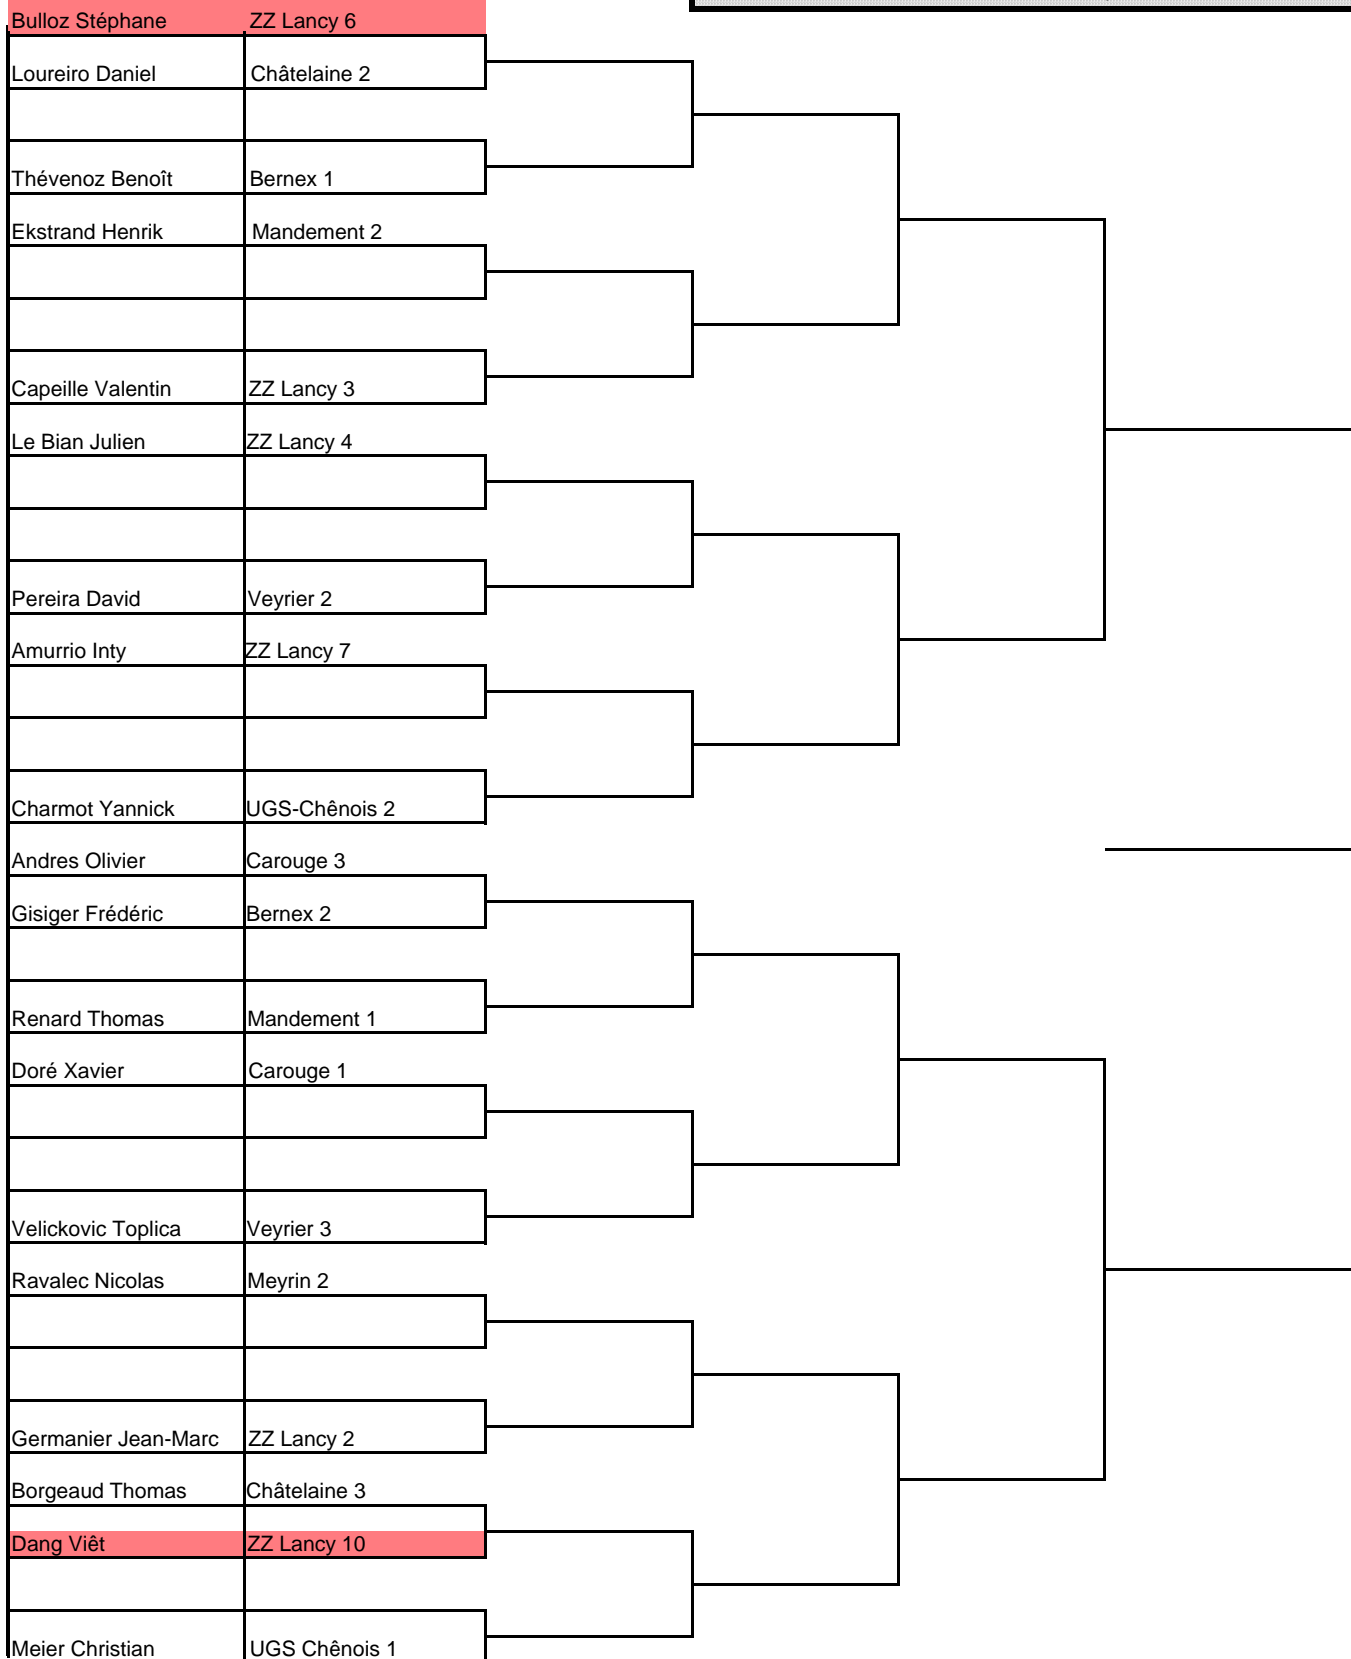 Bulloz Stéphane ZZ Lancy 6
Loureiro Daniel Châtelaine 2
Thévenoz Benoît Bernex 1
Ekstrand Henrik Mandement 2
Capeille Valentin ZZ Lancy 3
Le Bian Julien ZZ Lancy 4
Pereira David Veyrier 2
Amurrio Inty ZZ Lancy 7
Charmot Yannick UGS-Chênois 2
Andres Olivier Carouge 3
Gisiger Frédéric Bernex 2
Renard Thomas Mandement 1
Doré Xavier Carouge 1
Velickovic Toplica Veyrier 3
Ravalec Nicolas Meyrin 2
Germanier Jean-Marc ZZ Lancy 2
Borgeaud Thomas Châtelaine 3
Dang Viêt ZZ Lancy 10
Meier Christian UGS Chênois 1